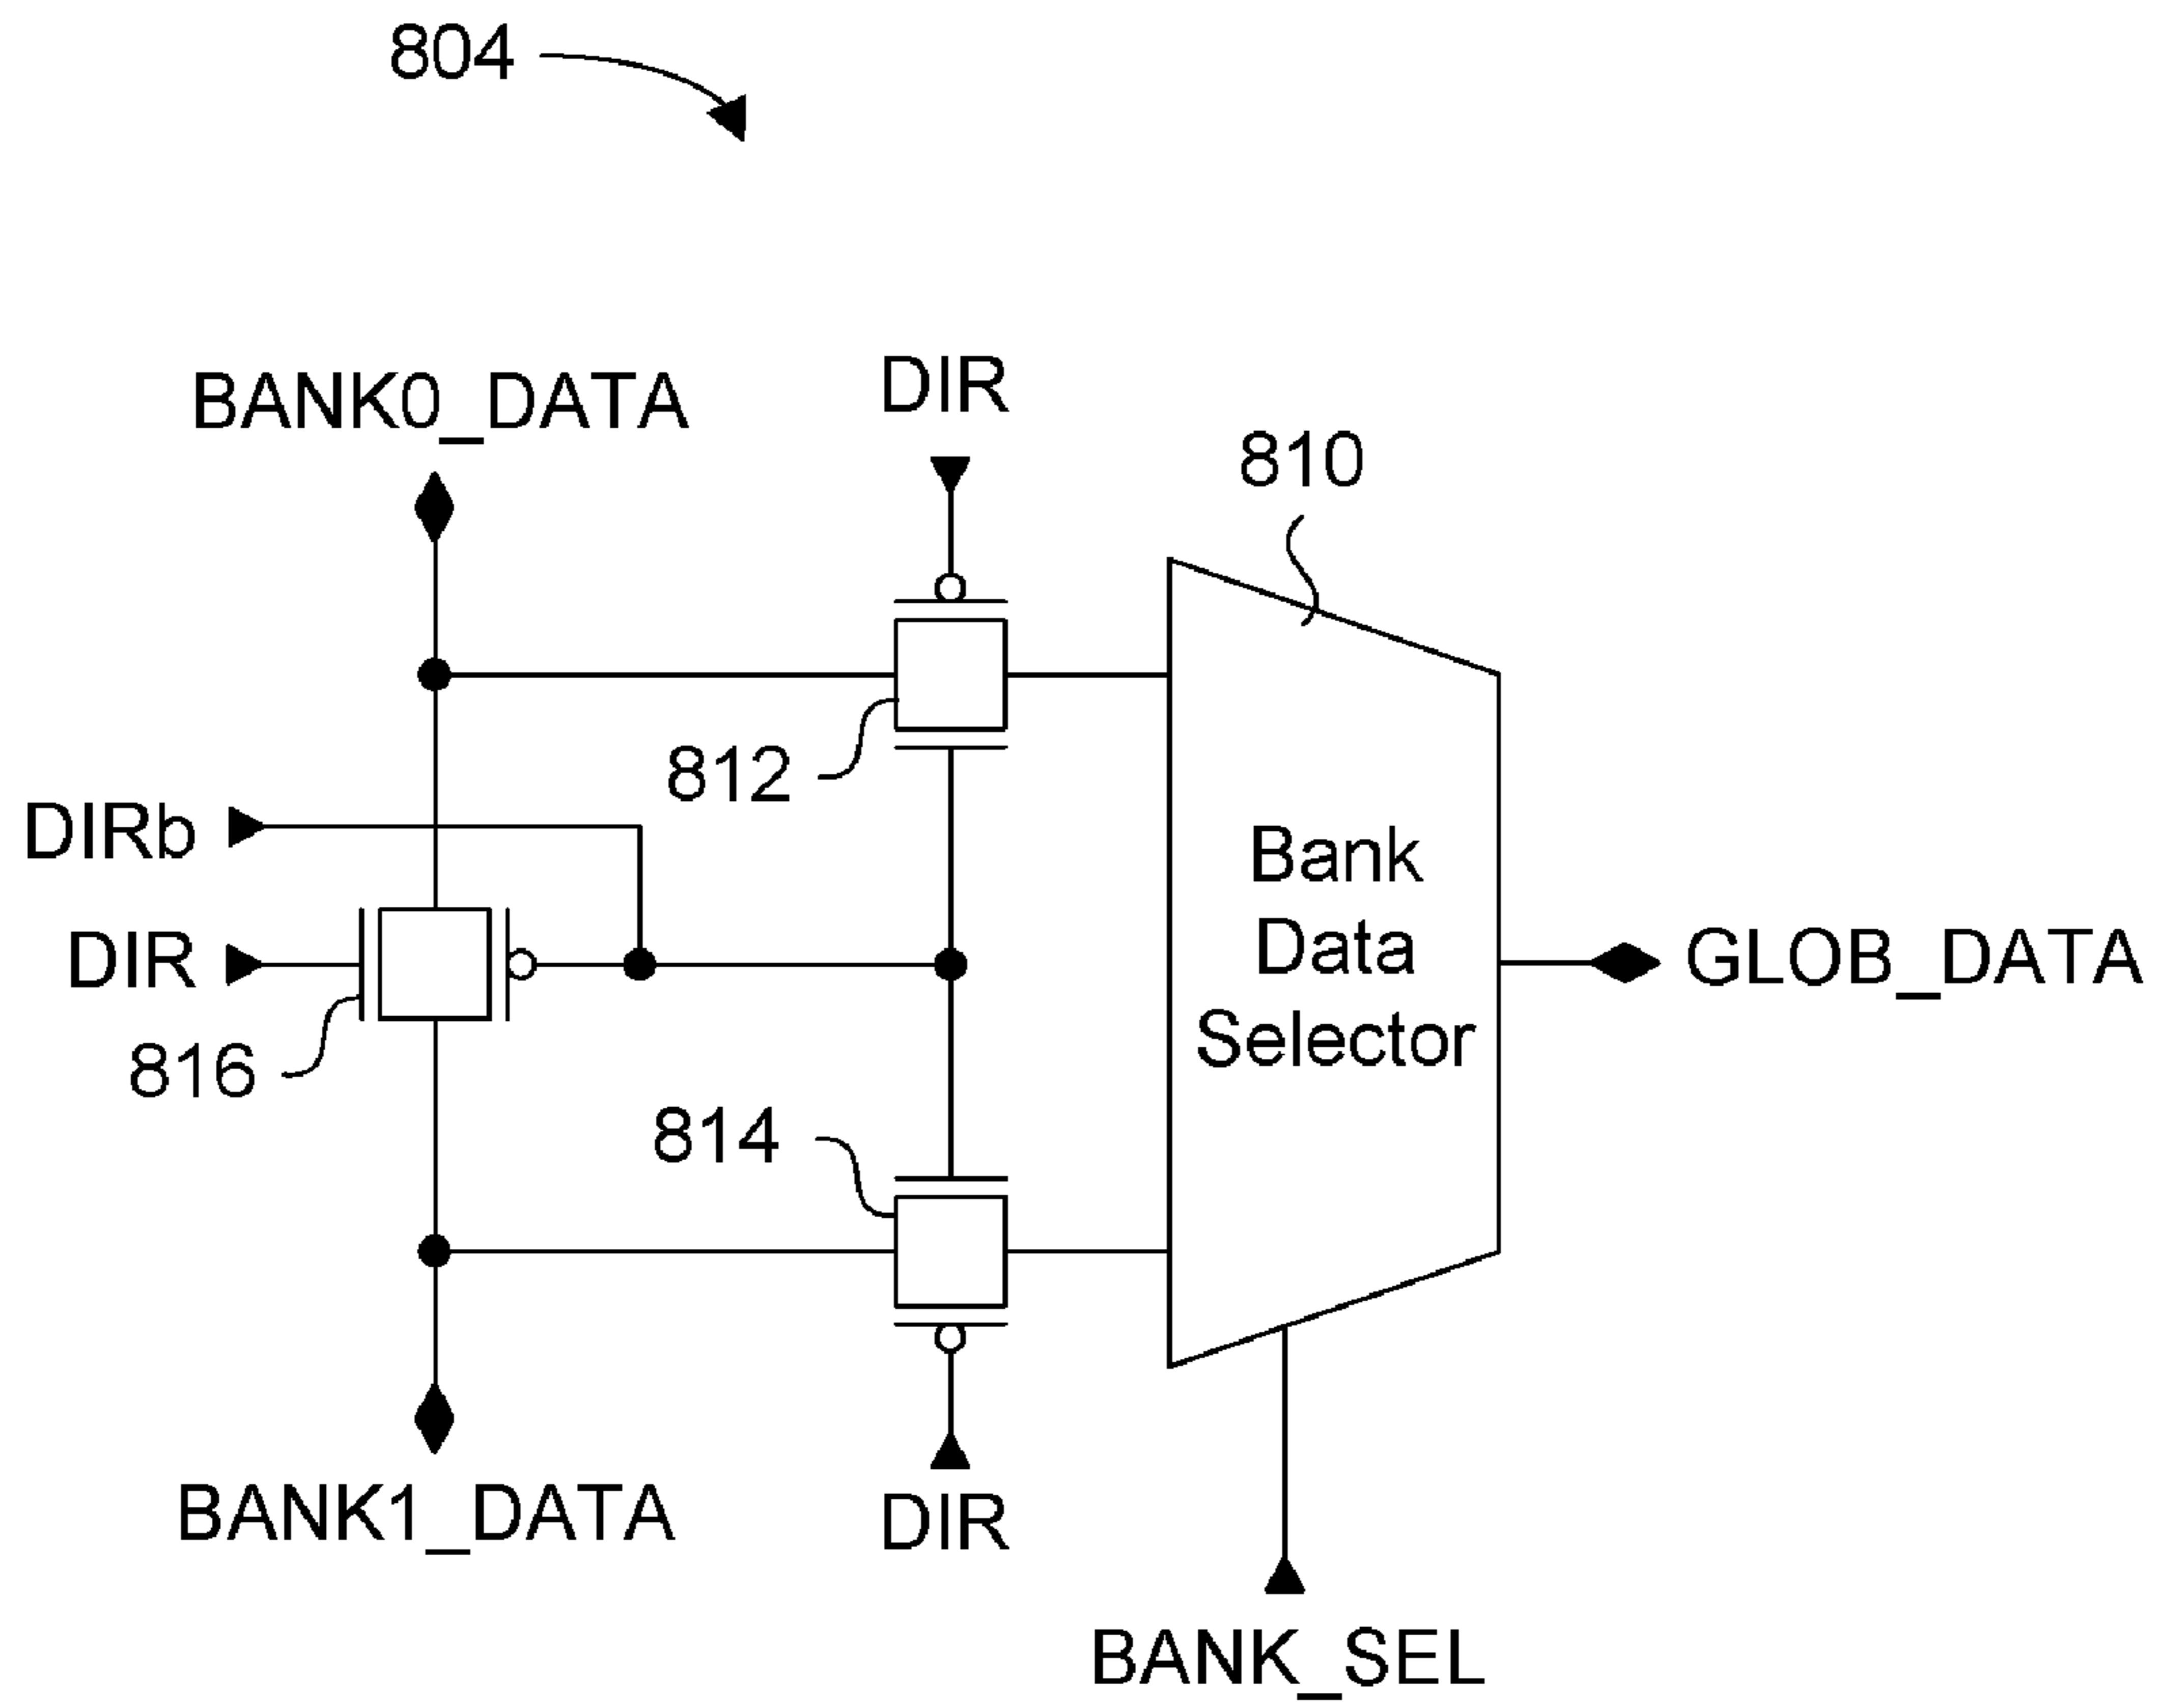 804
BANK0_DATA
DIR
810
812
DIRb
DIR
816
814
Bank
Data
Selector
GLOB_DATA
BANK1_DATA
DIR
BANK_SEL